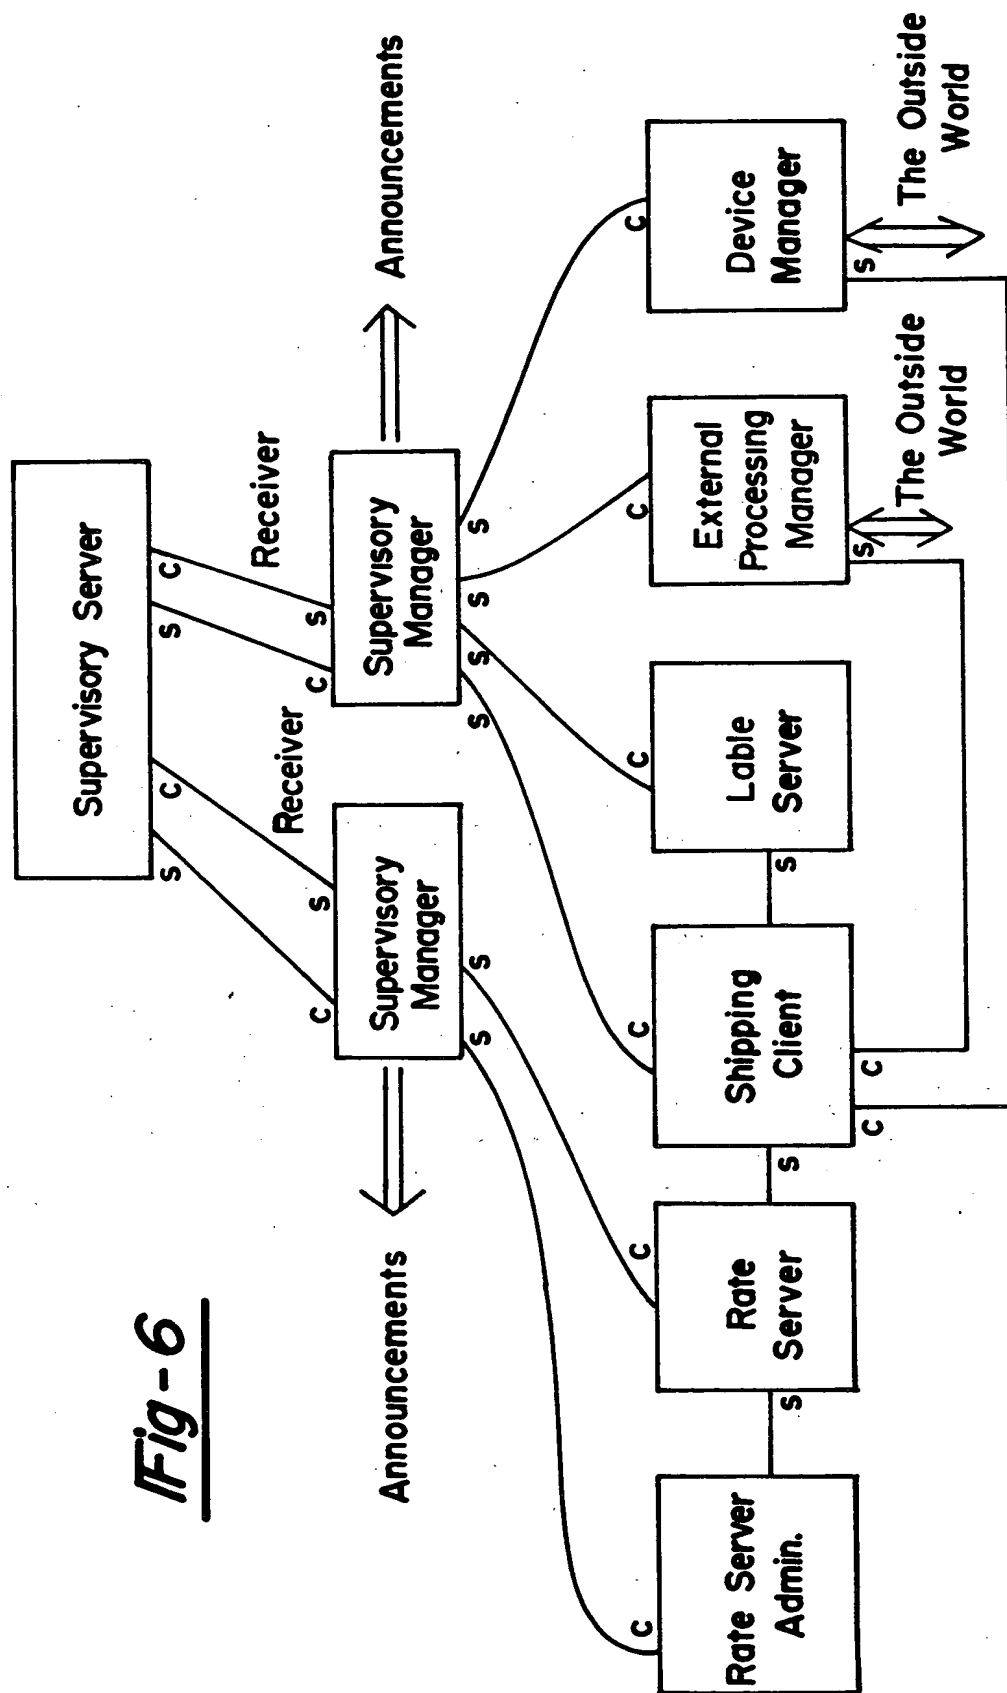 Supervisory Server
Fig-6
S
C
S
C
Receiver
Receiver
C
S
C
S
Announcements
Supervisory
Manager
Supervisory
Manager
Announcements
S
S
S
S
S
S
C
C
C
C
C
C
Rate Server
Admin.
S
Rate
Server
S
Shipping
Client
S
Lable
Server
External
Processing
Manager
Device
Manager
C
C
S
S
The Outside
World
The Outside
World